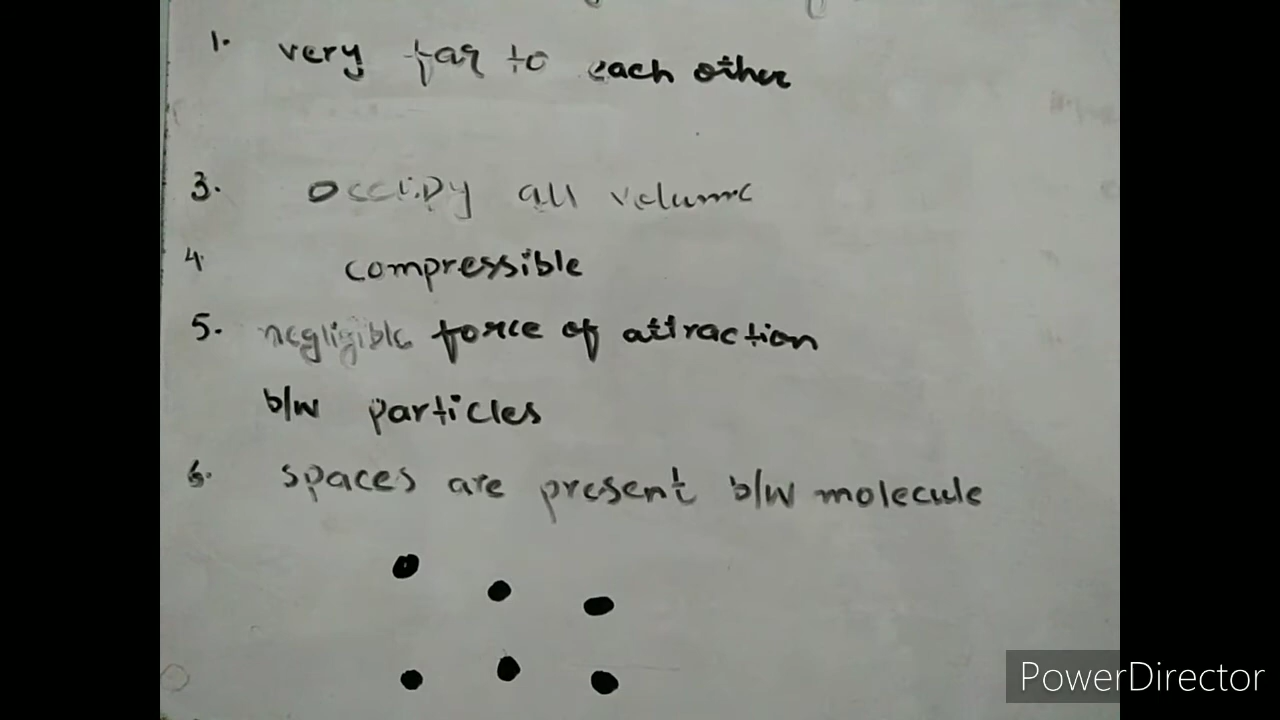 1. very far to each other
3. occupy all volume
4. compressible
5. negligible force of attraction
b/w particles
6. spaces are present b/w molecule
PowerDirector